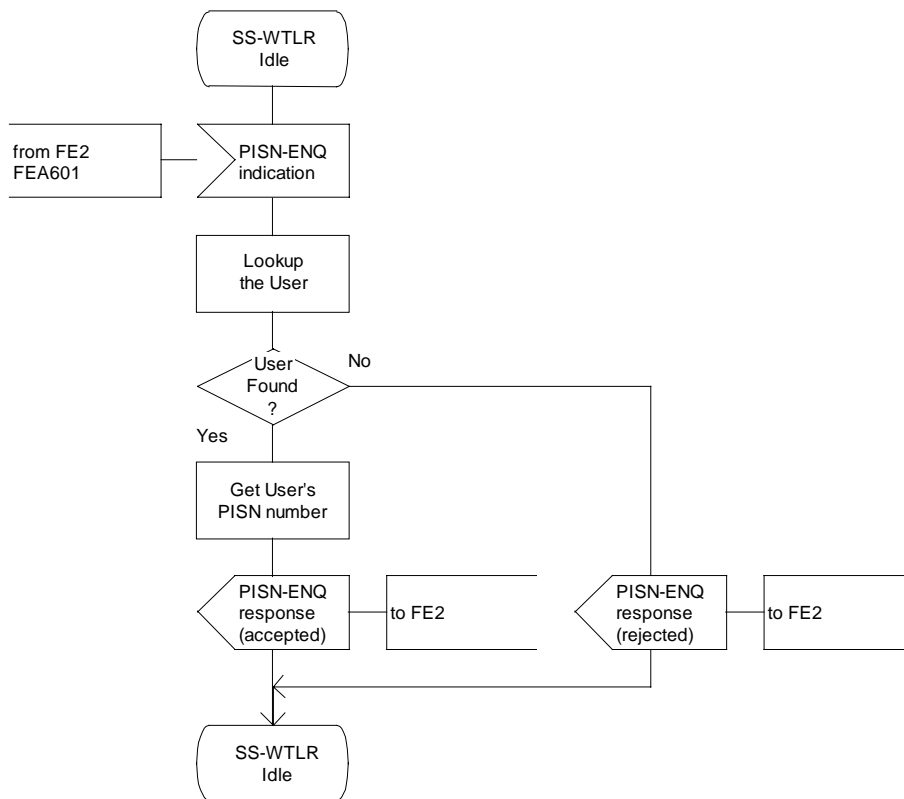 SS-WTLR
Idle
from FE2
FEA601
PISN-ENQ
indication
Lookup
the User
User
Found
?
No
Yes
Get User's
PISN number
PISN-ENQ
response
(accepted)
to FE2
PISN-ENQ
response
(rejected)
to FE2
SS-WTLR
Idle